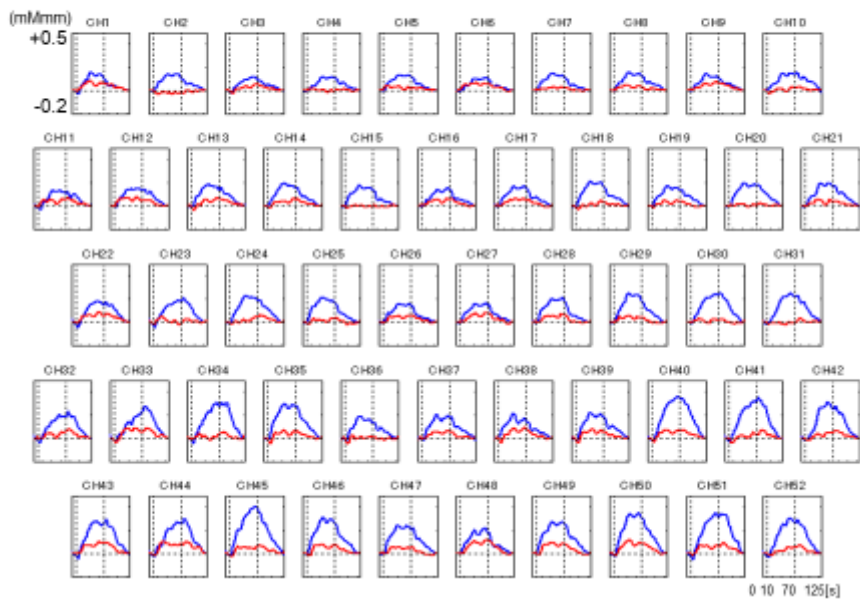 (mMmm)
+0.5
-0.2
CH1 CH2 CH3 CH4 CH5 CH6 CH7 CH8 CH9 CH10
CH11 CH12 CH13 CH14 CH15 CH16 CH17 CH18 CH19 CH20 CH21
CH22 CH23 CH24 CH25 CH26 CH27 CH28 CH29 CH30 CH31
CH32 CH33 CH34 CH35 CH36 CH37 CH38 CH39 CH40 CH41 CH42
CH43 CH44 CH45 CH46 CH47 CH48 CH49 CH50 CH51 CH52
0 10 70 125[s]